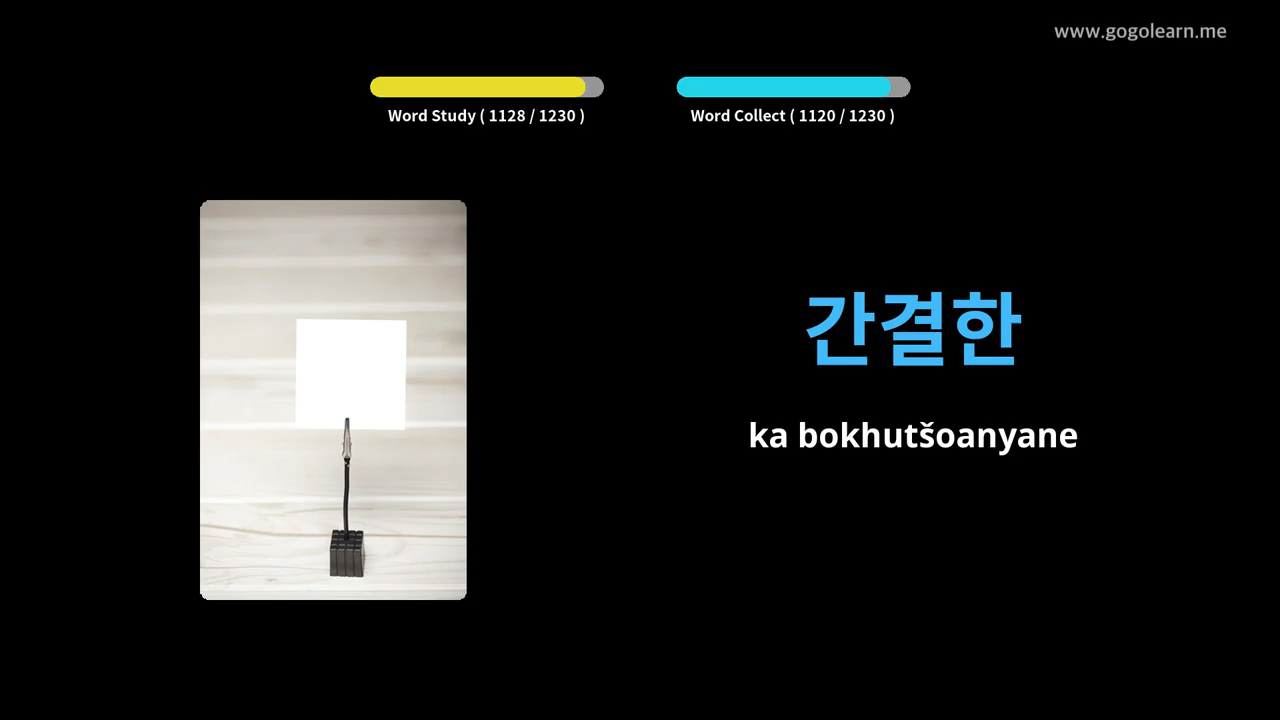 www.gogolearn.me
Word Study ( 1128 / 1230 )
Word Collect ( 1120 / 1230 )
간결한
ka bokhutšoanyane